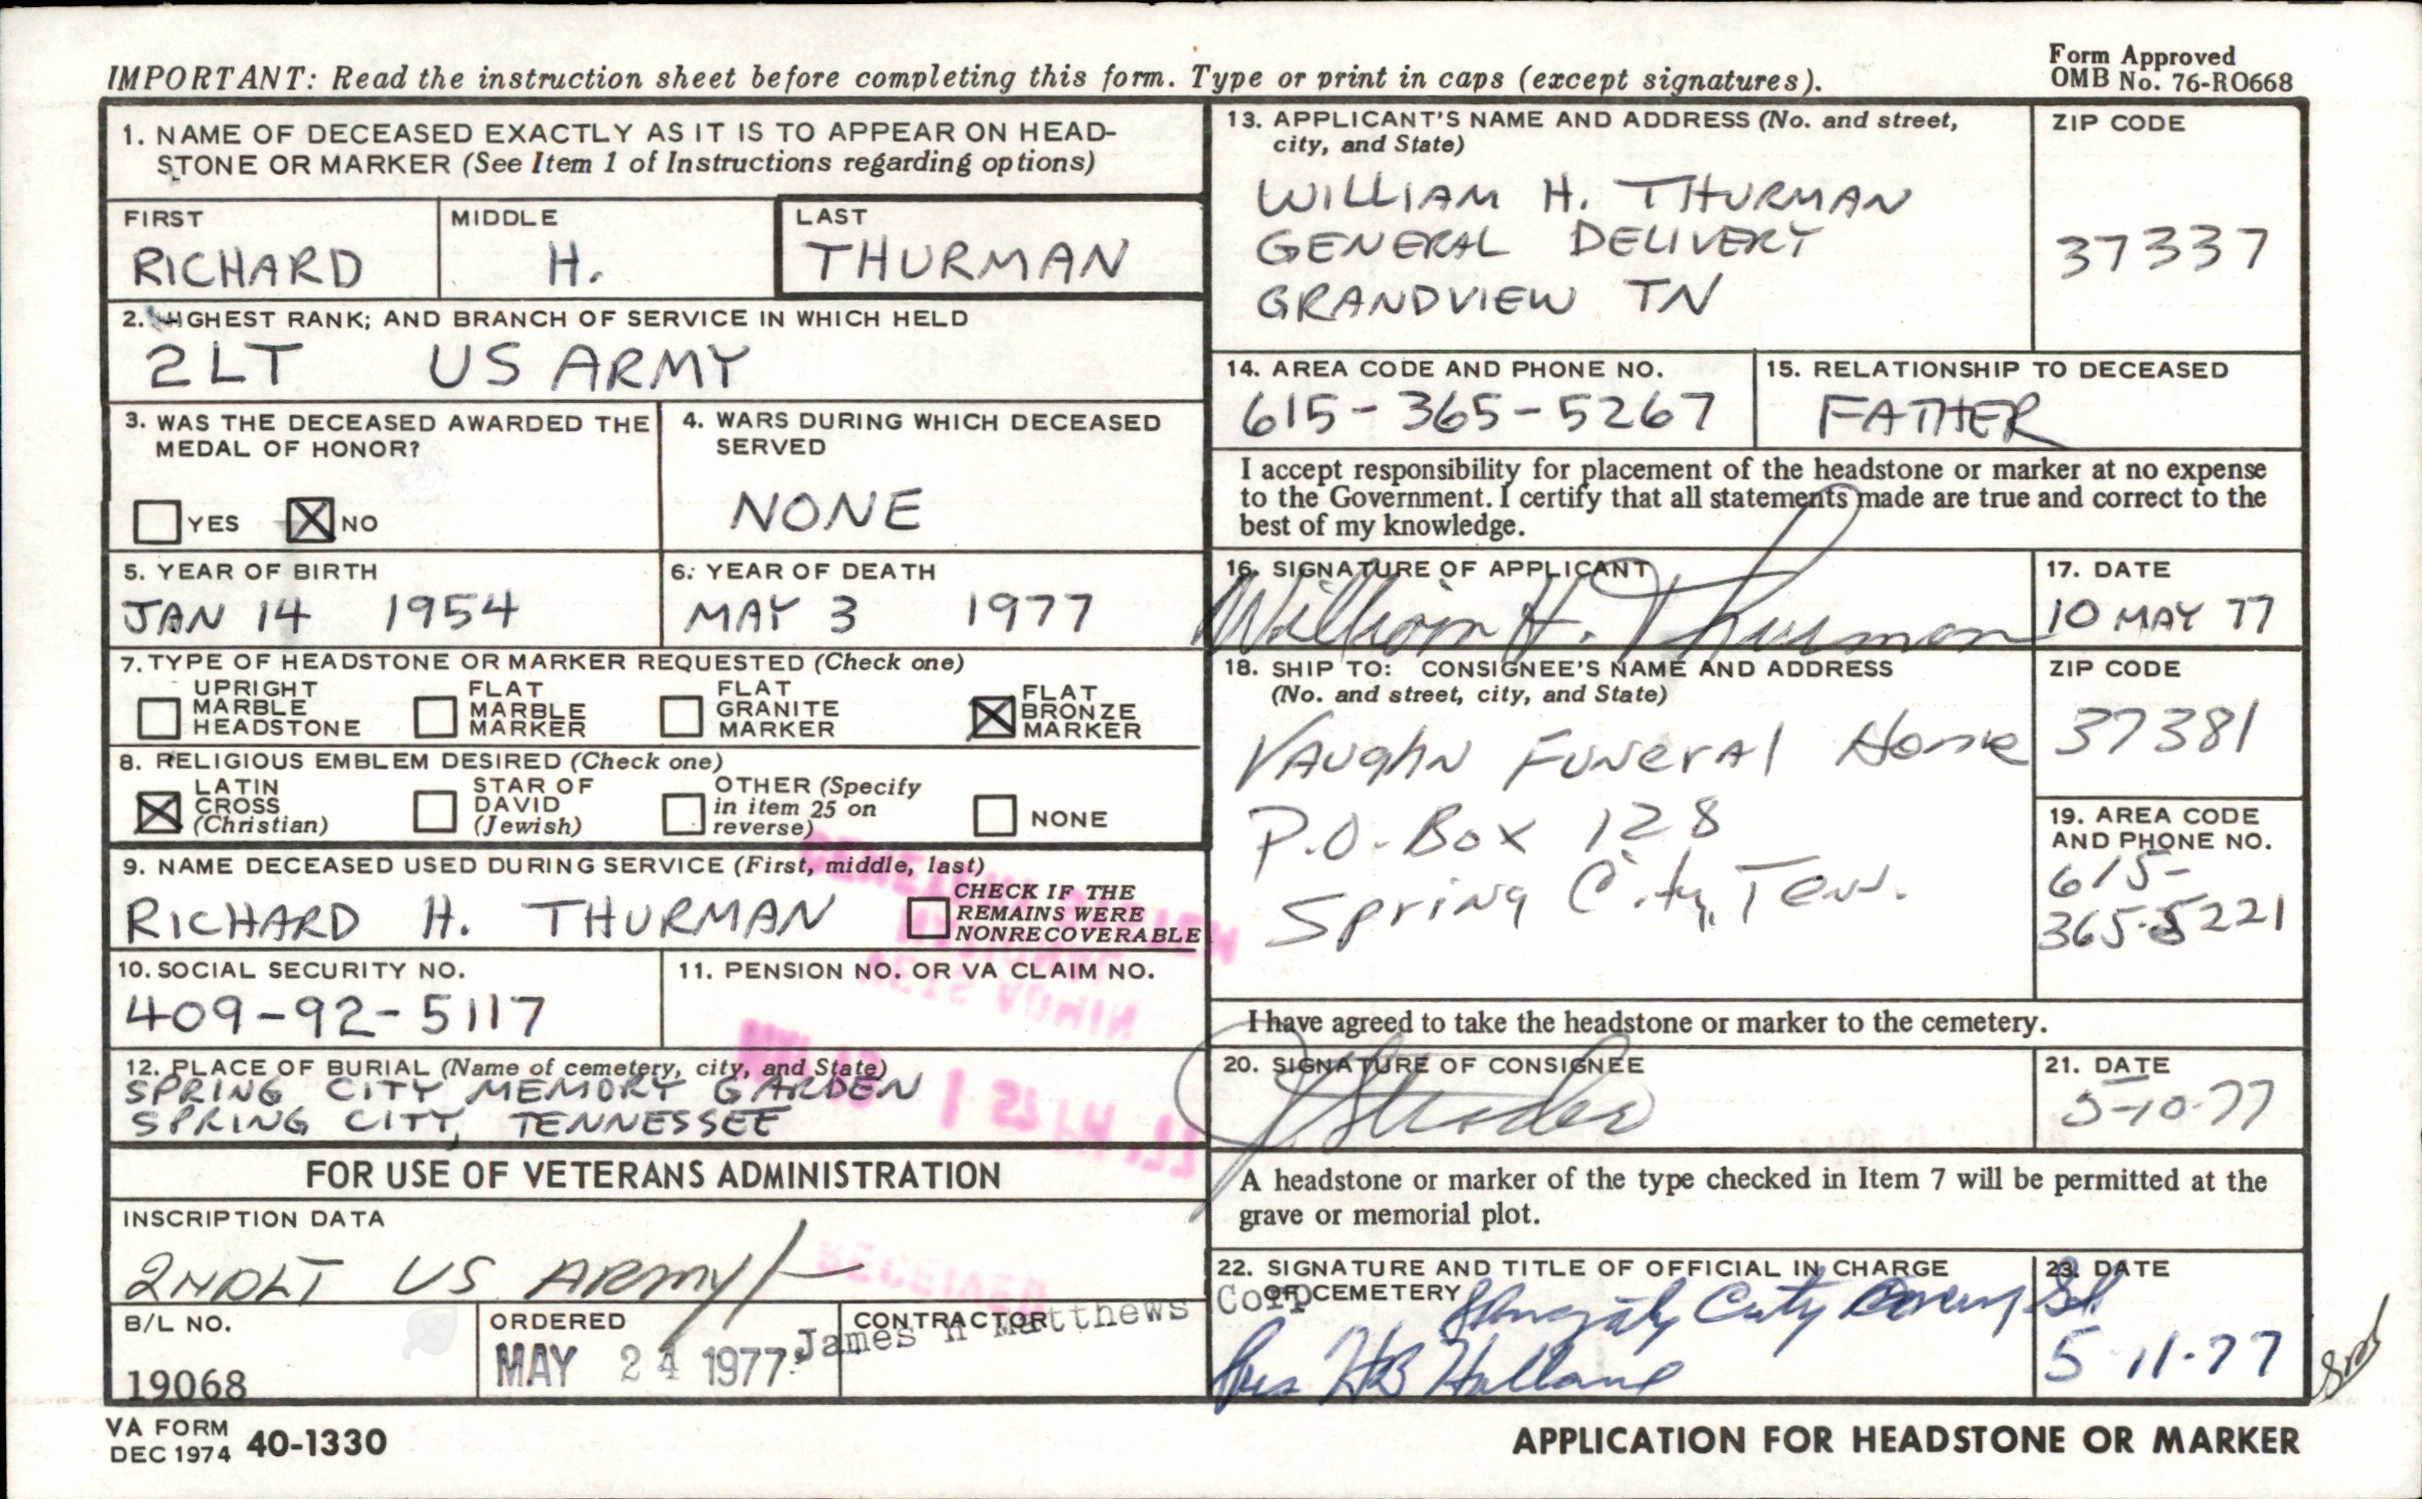 IMPORTANT: Read the instruction sheet before completing this form. Type or print in caps (except signatures).
Form Approved
OMB No. 76-RO668
1. NAME OF DECEASED EXACTLY AS IT IS TO APPEAR ON HEAD-
STONE OR MARKER (See Item 1 of Instructions regarding options)
FIRST
RICHARD
MIDDLE
H.
LAST
THURMAN
2. HIGHEST RANK; AND BRANCH OF SERVICE IN WHICH HELD
2LT US ARMY
3. WAS THE DECEASED AWARDED THE
MEDAL OF HONOR?
YES NO
4. WARS DURING WHICH DECEASED
SERVED
NONE
5. YEAR OF BIRTH
JAN 14 1954
6. YEAR OF DEATH
MAY 3 1977
7. TYPE OF HEADSTONE OR MARKER REQUESTED (Check one)
UPRIGHT
MARBLE
HEADSTONE
FLAT
MARBLE
MARKER
FLAT
GRANITE
MARKER
FLAT
BRONZE
MARKER
8. RELIGIOUS EMBLEM DESIRED (Check one)
LATIN
CROSS
(Christian)
STAR OF
DAVID
(Jewish)
OTHER (Specify
in item 25 on
reverse)
NONE
9. NAME DECEASED USED DURING SERVICE (First, middle, last)
RICHARD H. THURMAN
CHECK IF THE
REMAINS WERE
NONRECOVERABLE
10. SOCIAL SECURITY NO.
409-92-5117
11. PENSION NO. OR VA CLAIM NO.
12. PLACE OF BURIAL (Name of cemetery, city, and State)
SPRING CITY MEMORY GARDEN
SPRING CITY, TENNESSEE
FOR USE OF VETERANS ADMINISTRATION
INSCRIPTION DATA
2NDLT US ARMY
RECEIVED
B/L NO.
19068
ORDERED
MAY 24 1977
CONTRACTOR
James H Matthews
VA FORM
DEC 1974 40-1330
13. APPLICANT'S NAME AND ADDRESS (No. and street,
city, and State)
WILLIAM H. THURMAN
GENERAL DELIVERY
GRANDVIEW TN
ZIP CODE
37337
14. AREA CODE AND PHONE NO.
615-365-5267
15. RELATIONSHIP TO DECEASED
FATHER
I accept responsibility for placement of the headstone or marker at no expense
to the Government. I certify that all statements made are true and correct to the
best of my knowledge.
16. SIGNATURE OF APPLICANT
William H. Thurman
17. DATE
10 MAY 77
18. SHIP TO: CONSIGNEE'S NAME AND ADDRESS
(No. and street, city, and State)
Vaughn Funeral Home
P.O. Box 128
Spring City, Tenn.
ZIP CODE
37381
19. AREA CODE
AND PHONE NO.
615-
365-5221
I have agreed to take the headstone or marker to the cemetery.
20. SIGNATURE OF CONSIGNEE
21. DATE
5-10-77
A headstone or marker of the type checked in Item 7 will be permitted at the
grave or memorial plot.
22. SIGNATURE AND TITLE OF OFFICIAL IN CHARGE
OF CEMETERY
Corp
City
HB Holland
23. DATE
5-11-77
APPLICATION FOR HEADSTONE OR MARKER